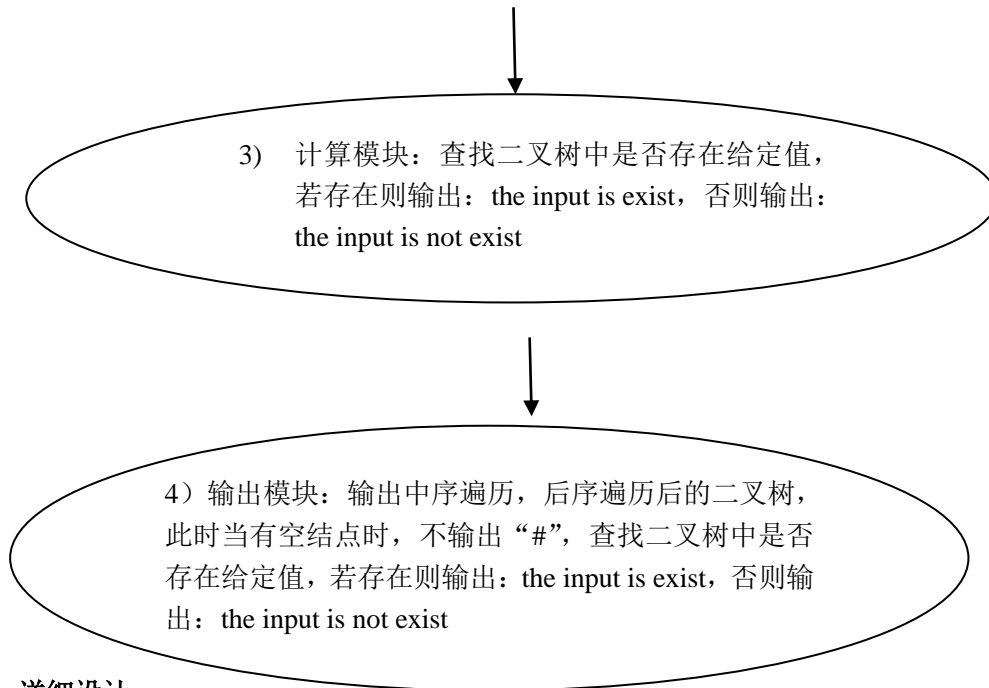 3) 计算模块：查找二叉树中是否存在给定值，
若存在则输出：the input is exist，否则输出：
the input is not exist
4）输出模块：输出中序遍历，后序遍历后的二叉树，
此时当有空结点时，不输出“#”，查找二叉树中是否
存在给定值，若存在则输出：the input is exist，否则输
出：the input is not exist
详细设计